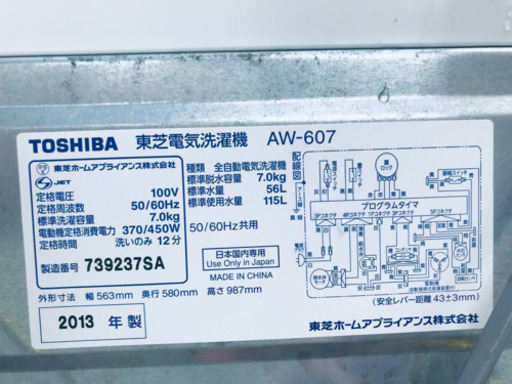 TOSHIBA 東芝電気洗濯機 AW-607
東芝ホームアプライアンス株式会社
S JET
定格電圧 100V
定格周波数 50/60Hz
標準洗濯容量 7.0kg
電動機定格消費電力 370/450W
定格時間 洗いのみ 12分
製造番号 739237SA
種類 全自動電気洗濯機
標準脱水容量 7.0kg
標準水量 56L
標準使用水量 115L
50/60Hz共用
日本国内専用
Use Only in Japan
MADE IN CHINA
外形寸法 幅 563mm 奥行 580mm 高さ 987mm
2013 年製
配線図
ロック
プログラムタイマ
電動機
(安全レバー距離 43±3mm)
東芝ホームアプライアンス株式会社